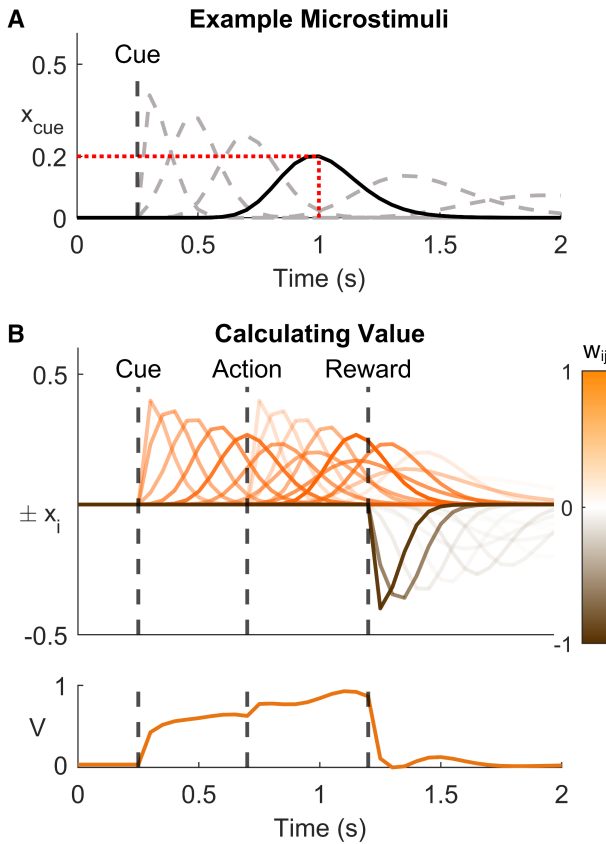 A Example Microstimuli
Cue
0.5
x_cue
0.2
0
0 0.5 1 1.5 2
Time (s)
B Calculating Value
w_ij
Cue Action Reward
0.5 1
± x_i 0
-0.5 -1
1
V
0
0 0.5 1 1.5 2
Time (s)